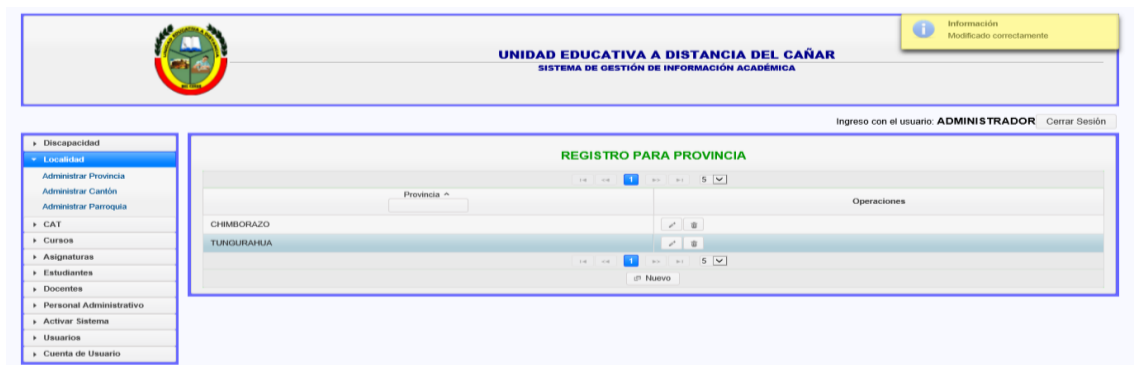 Información
Modificado correctamente
UNIDAD EDUCATIVA A DISTANCIA DEL CAÑAR
SISTEMA DE GESTIÓN DE INFORMACIÓN ACADÉMICA
Ingreso con el usuario: ADMINISTRADOR Cerrar Sesión
Discapacidad
Localidad
Administrar Provincia
Administrar Cantón
Administrar Parroquia
CAT
Cursos
Asignaturas
Estudiantes
Docentes
Personal Administrativo
Activar Sistema
Usuarios
Cuenta de Usuario
REGISTRO PARA PROVINCIA
1 5
Provincia
Operaciones
CHIMBORAZO
TUNGURAHUA
1 5
Nuevo